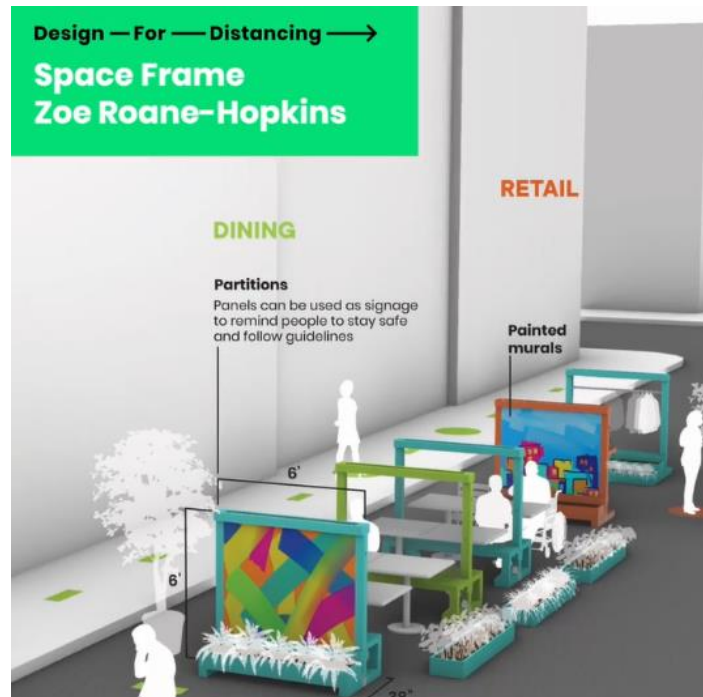 Design — For — Distancing →
Space Frame
Zoe Roane-Hopkins
RETAIL
DINING
Partitions
Panels can be used as signage
to remind people to stay safe
and follow guidelines
Painted
murals
6'
6'